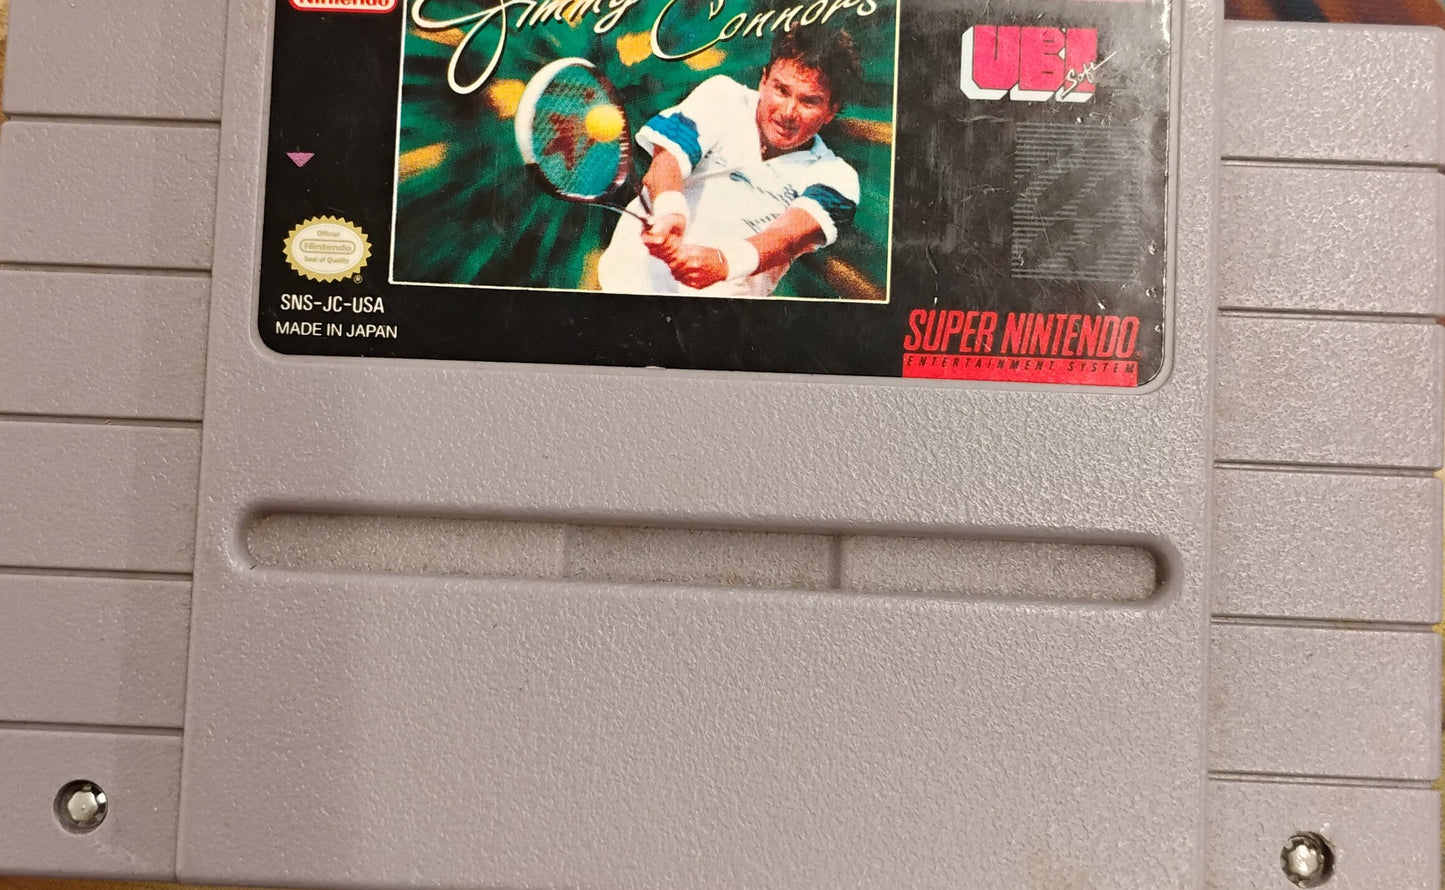 Nintendo
Jimmy Connors
UBI
Soft
Official
Nintendo
Seal of Quality
®
SNS-JC-USA
MADE IN JAPAN
SUPER NINTENDO
ENTERTAINMENT SYSTEM